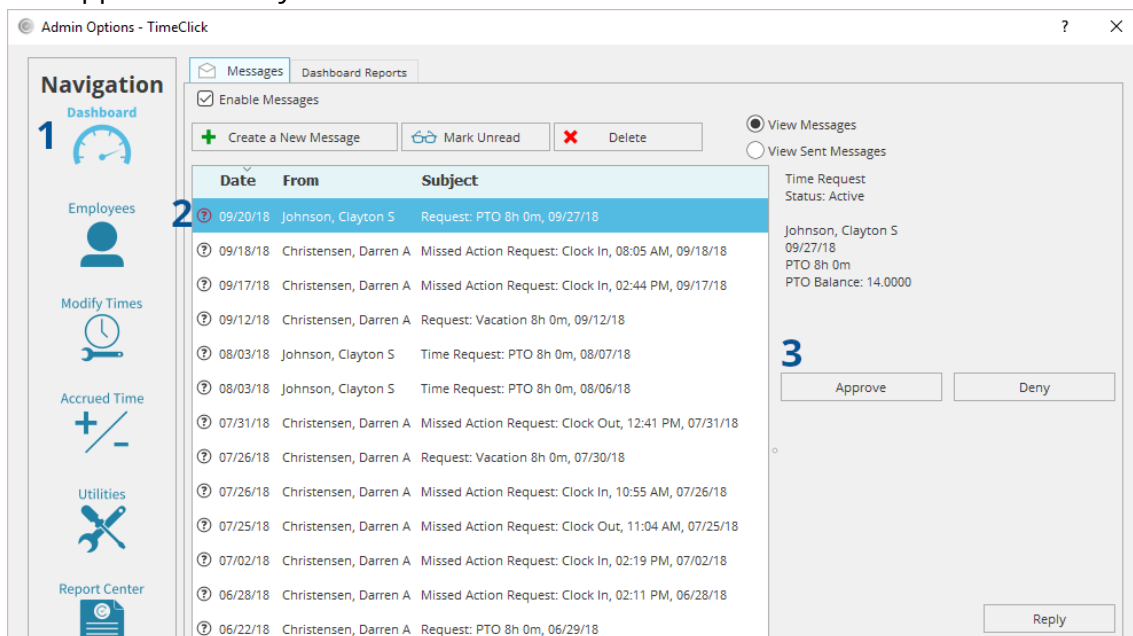 Admin Options - TimeClick ?
Navigation
Dashboard
1
Employees
Modify Times
Accrued Time
Utilities
Report Center
Messages Dashboard Reports
Enable Messages
Create a New Message Mark Unread Delete
View Messages
View Sent Messages
Date From Subject
2
09/20/18 Johnson, Clayton S Request: PTO 8h 0m, 09/27/18
09/18/18 Christensen, Darren A Missed Action Request: Clock In, 08:05 AM, 09/18/18
09/17/18 Christensen, Darren A Missed Action Request: Clock In, 02:44 PM, 09/17/18
09/12/18 Christensen, Darren A Request: Vacation 8h 0m, 09/12/18
08/03/18 Johnson, Clayton S Time Request: PTO 8h 0m, 08/07/18
08/03/18 Johnson, Clayton S Time Request: PTO 8h 0m, 08/06/18
07/31/18 Christensen, Darren A Missed Action Request: Clock Out, 12:41 PM, 07/31/18
07/26/18 Christensen, Darren A Request: Vacation 8h 0m, 07/30/18
07/26/18 Christensen, Darren A Missed Action Request: Clock In, 10:55 AM, 07/26/18
07/25/18 Christensen, Darren A Missed Action Request: Clock Out, 11:04 AM, 07/25/18
07/02/18 Christensen, Darren A Missed Action Request: Clock In, 02:19 PM, 07/02/18
06/28/18 Christensen, Darren A Missed Action Request: Clock In, 02:11 PM, 06/28/18
06/22/18 Christensen, Darren A Request: PTO 8h 0m, 06/29/18
Time Request
Status: Active
Johnson, Clayton S
09/27/18
PTO 8h 0m
PTO Balance: 14.0000
3
Approve Deny
Reply